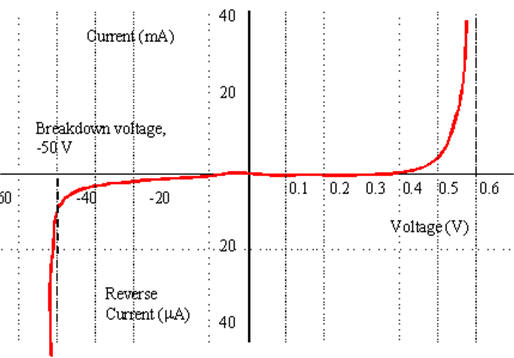 40
Current (mA)
20
Breakdown voltage,
-50 V
60 -40 -20 0.1 0.2 0.3 0.4 0.5 0.6
Voltage (V)
20
Reverse
Current (μA)
40